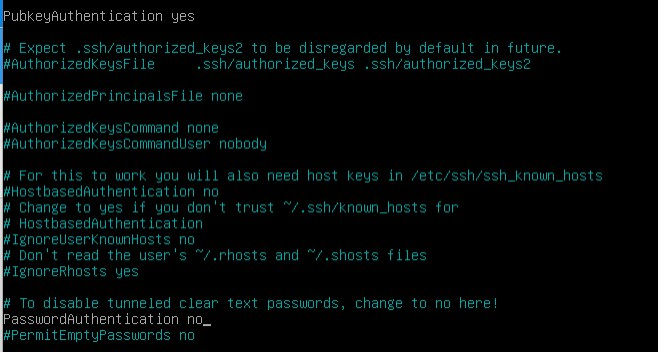 PubkeyAuthentication yes
# Expect .ssh/authorized_keys2 to be disregarded by default in future.
#AuthorizedKeysFile     .ssh/authorized_keys .ssh/authorized_keys2
#AuthorizedPrincipalsFile none
#AuthorizedKeysCommand none
#AuthorizedKeysCommandUser nobody
# For this to work you will also need host keys in /etc/ssh/ssh_known_hosts
#HostbasedAuthentication no
# Change to yes if you don't trust ~/.ssh/known_hosts for
# HostbasedAuthentication
#IgnoreUserKnownHosts no
# Don't read the user's ~/.rhosts and ~/.shosts files
#IgnoreRhosts yes
# To disable tunneled clear text passwords, change to no here!
PasswordAuthentication no
#PermitEmptyPasswords no